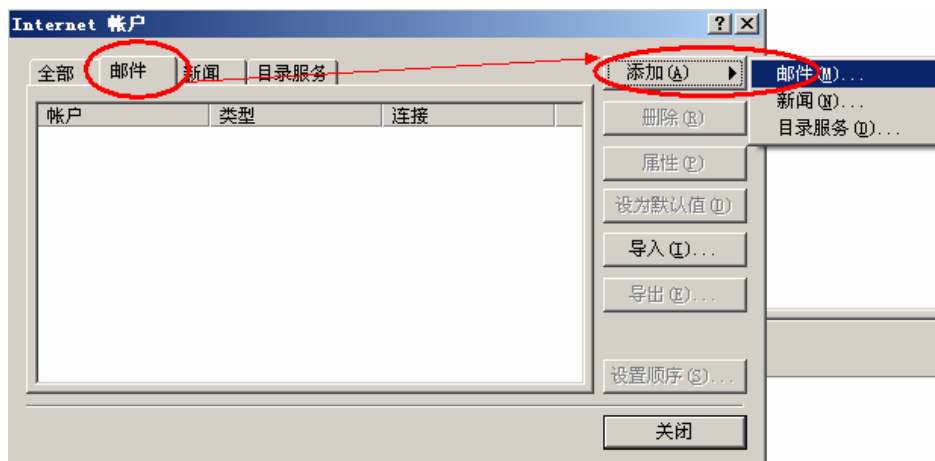 Internet 帐户
全部 邮件 新闻 目录服务
帐户 类型 连接
添加(A)
删除(R)
属性(P)
设为默认值(D)
导入(I)...
导出(E)...
设置顺序(S)...
关闭
邮件(M)...
新闻(N)...
目录服务(D)...